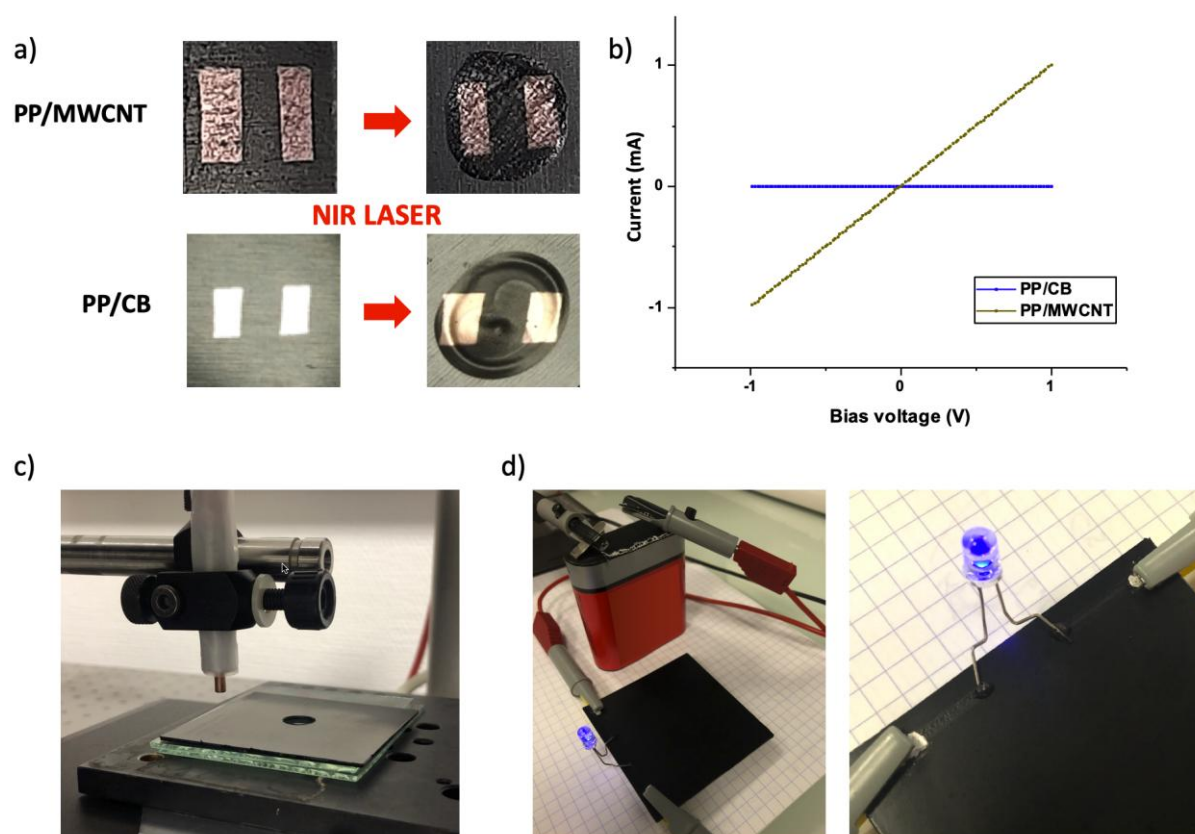 a)
PP/MWCNT
NIR LASER
PP/CB
b)
Current (mA)
1
0
-1
-1
0
1
Bias voltage (V)
PP/CB
PP/MWCNT
c)
d)